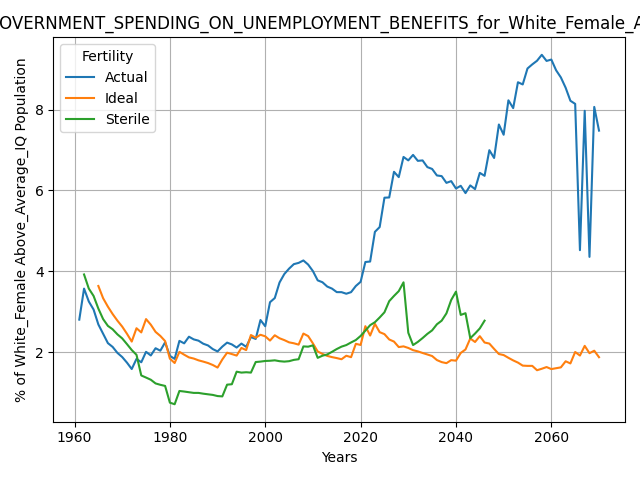 OVERNMENT_SPENDING_ON_UNEMPLOYMENT_BENEFITS_for_White_Female_A
% of White_Female Above_Average_IQ Population
Fertility
Actual
Ideal
Sterile
8
6
4
2
1960
1980
2000
2020
2040
2060
Years